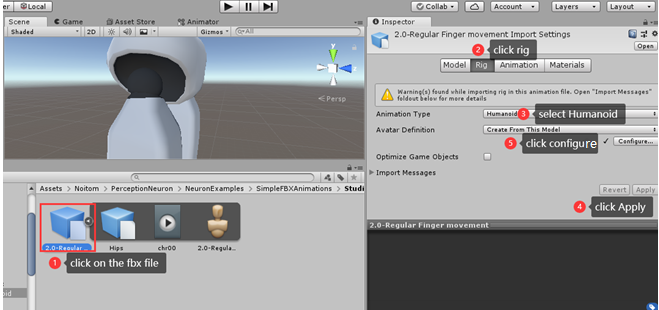 Local
Collab
Account
Layers
Layout
Scene
Game
Asset Store
Animator
Shaded
2D
Gizmos
All
y
Persp
Inspector
2.0-Regular Finger movement Import Settings
Open
2 click rig
Model
Rig
Animation
Materials
Warning(s) found while importing rig in this animation file. Open "Import Messages"
foldout below for more details
Animation Type
Humanoid
3 select Humanoid
Avatar Definition
Create From This Model
5 click configure
Configure...
Optimize Game Objects
Import Messages
Revert
Apply
4 click Apply
2.0-Regular Finger movement
Assets > Noitom > PerceptionNeuron > NeuronExamples > SimpleFBXAnimations > Studi
2.0-Regular...
Hips
chr00
2.0-Regula...
1 click on the fbx file
oid